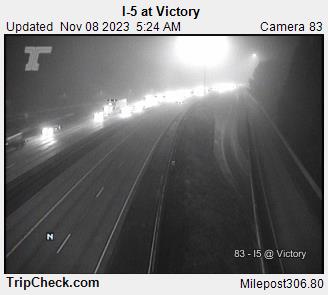 I-5 at Victory
Updated Nov 08 2023 5:24 AM Camera 83
T
N
83 - I5 @ Victory
TripCheck.com Milepost306.80